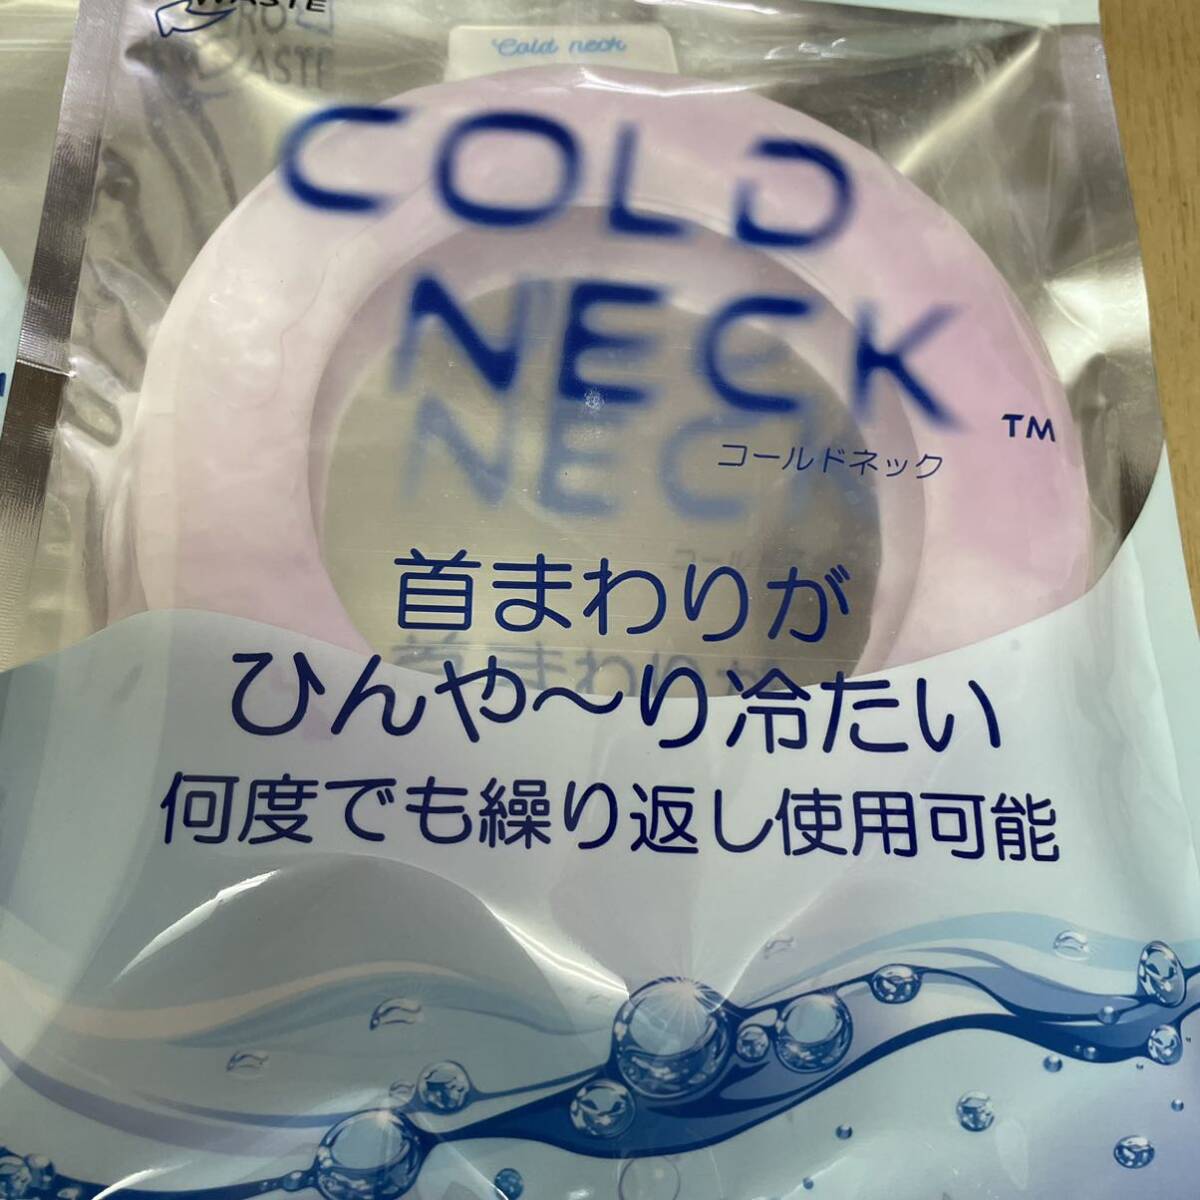 WASTE
Cold neck
COLD
NECK
TM
コールドネック
首まわりが
ひんや〜り冷たい
何度でも繰り返し使用可能